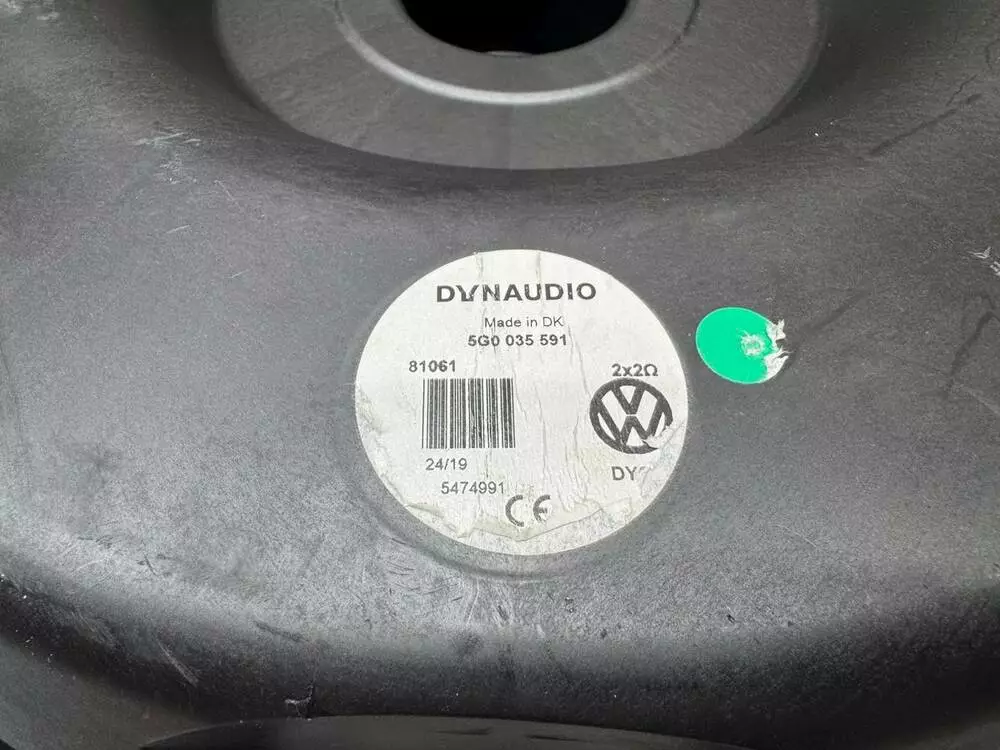 DYNAUDIO
Made in DK
5G0 035 591
81061
2x2Ω
24/19
5474991
CE